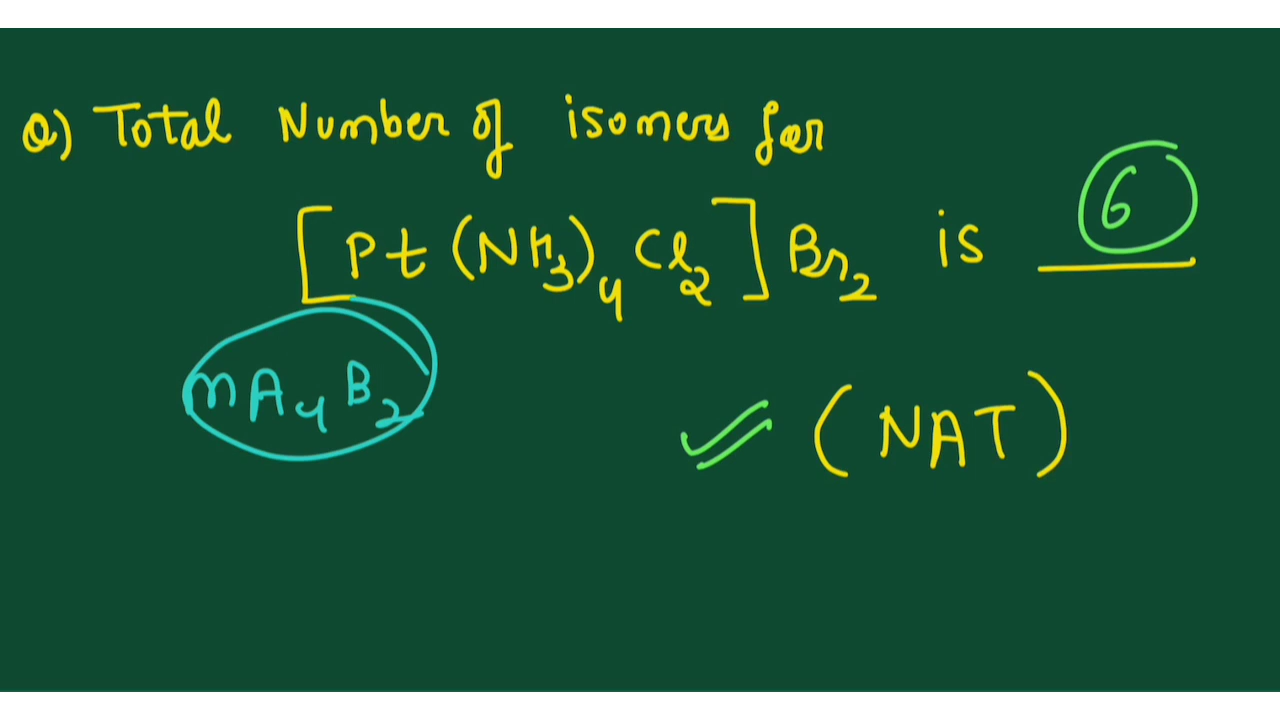 Q) Total Number of isomers for
[Pt(NH3)4Cl2]Br2 is 6
mA4B2
(NAT)